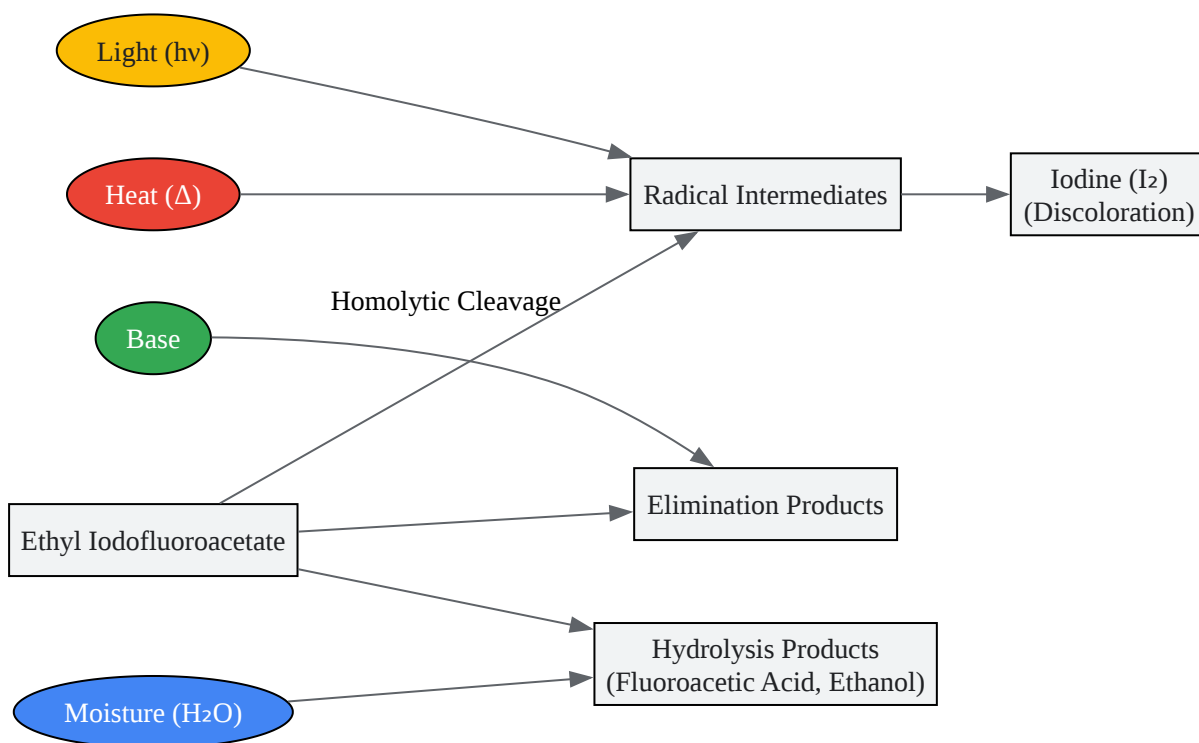 Light (hν)
Heat (Δ)
Radical Intermediates
Iodine (I₂)
(Discoloration)
Homolytic Cleavage
Base
Elimination Products
Ethyl Iodofluoroacetate
Hydrolysis Products
(Fluoroacetic Acid, Ethanol)
Moisture (H₂O)